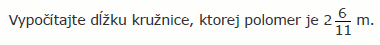 Vypočítajte dĺžku kružnice, ktorej polomer je 2 6/11 m.